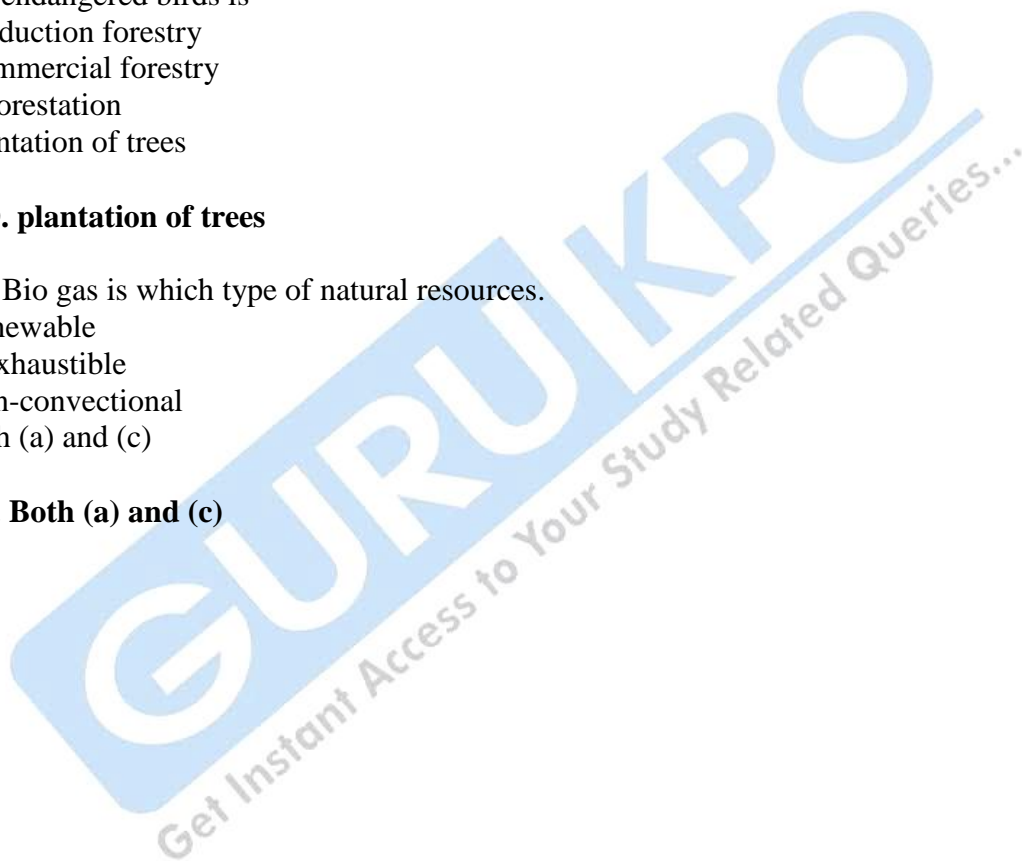 endangered birds is
duction forestry
mmercial forestry
orestation
ntation of trees
. plantation of trees
Bio gas is which type of natural resources.
newable
xhaustible
n-convectional
h (a) and (c)
Both (a) and (c)
GURUKPO
Get Instant Access to Your Study Related Queries...